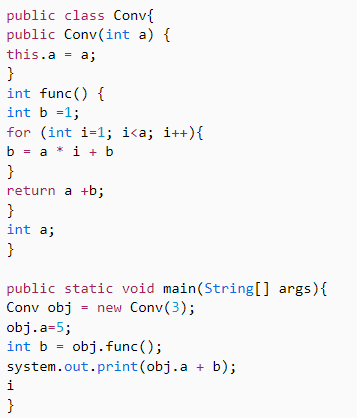 public class Conv{
public Conv(int a) {
this.a = a;
}
int func() {
int b =1;
for (int i=1; i<a; i++){
b = a * i + b
}
return a +b;
}
int a;
}
public static void main(String[] args){
Conv obj = new Conv(3);
obj.a=5;
int b = obj.func();
system.out.print(obj.a + b);
i
}